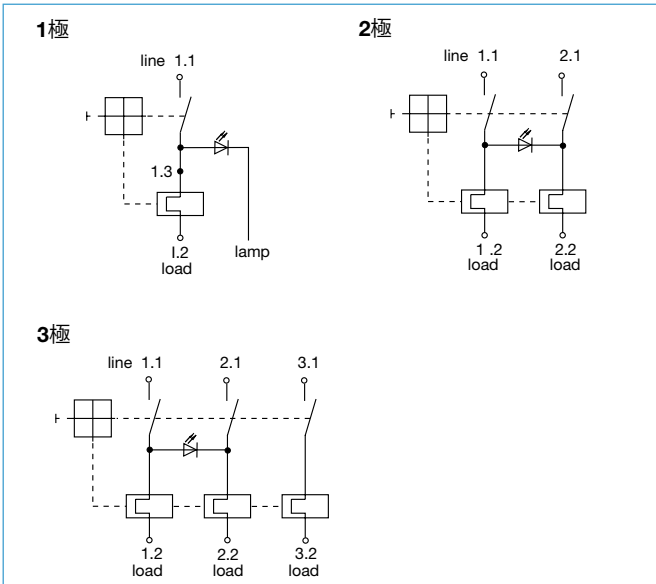 1極
line 1.1
1.3
I.2
load
lamp
2極
line 1.1 2.1
1 .2 2.2
load load
3極
line 1.1 2.1 3.1
1.2 2.2 3.2
load load load